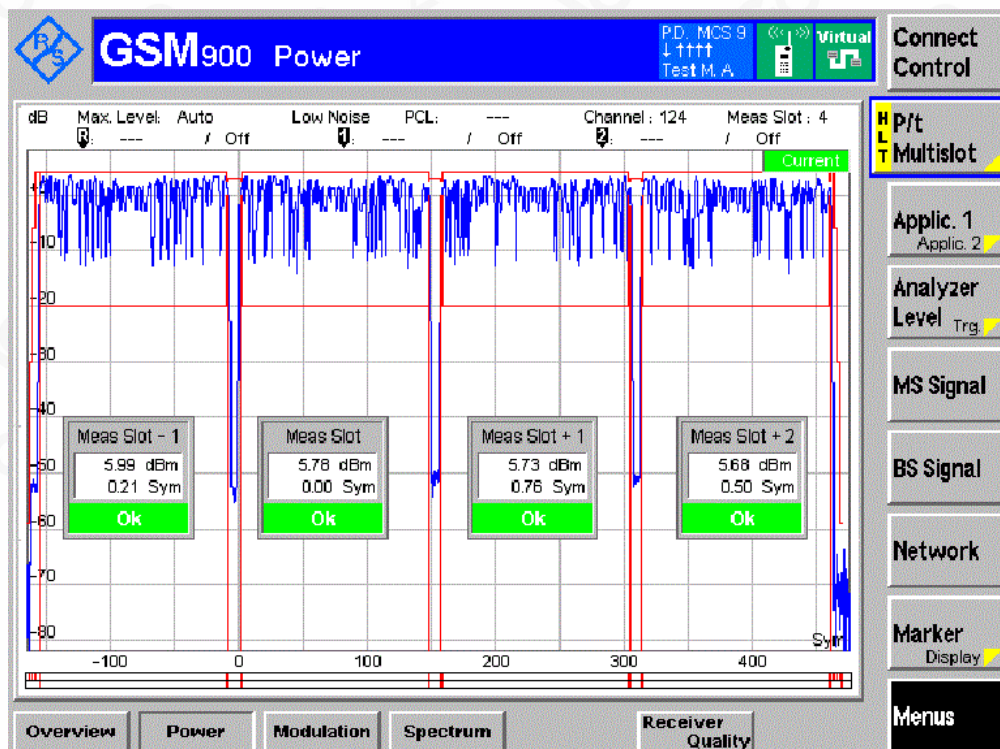 R/S
GSM900 Power
P.D. MCS 9
↓ ↑↑↑↑
Test M. A.
Virtual
Connect Control
dB Max. Level: Auto Low Noise PCL: --- Channel : 124 Meas Slot : 4
R: --- / Off 1: --- / Off 2: --- / Off
HLT
P/t Multislot
Current
Applic. 1
Applic. 2
Analyzer Level Trg.
MS Signal
BS Signal
Network
Marker
Display
Menus
-10
-20
-30
-40
-50
-60
-70
-80
Meas Slot - 1
5.99 dBm
0.21 Sym
Ok
Meas Slot
5.78 dBm
0.00 Sym
Ok
Meas Slot + 1
5.73 dBm
0.76 Sym
Ok
Meas Slot + 2
5.68 dBm
0.50 Sym
Ok
Sym
-100 0 100 200 300 400
Overview Power Modulation Spectrum Receiver Quality